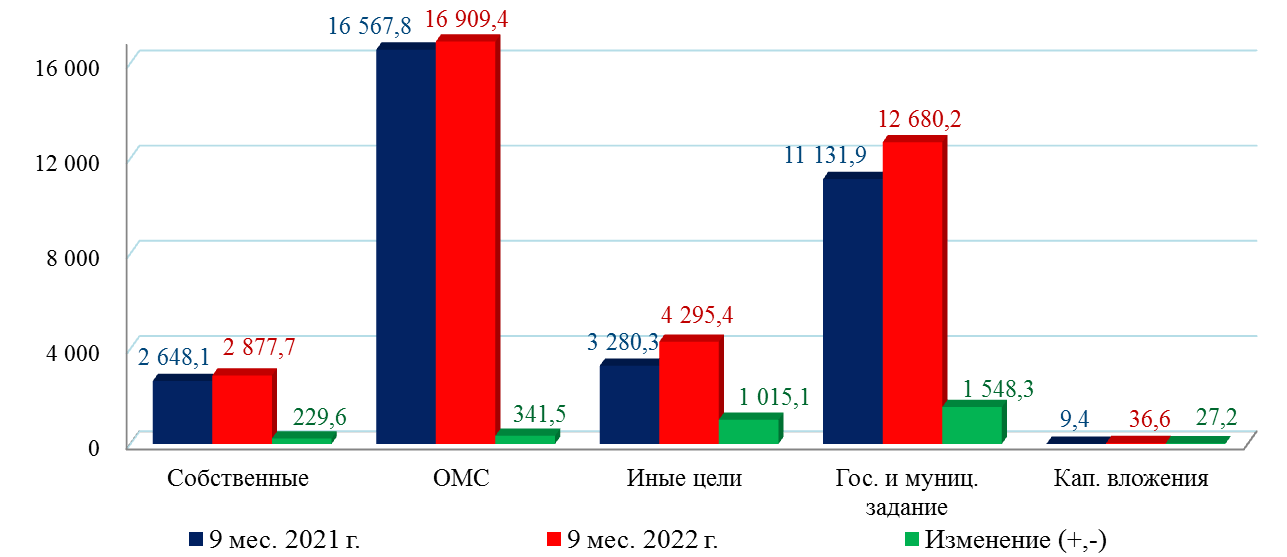 16 567,8
16 909,4
16 000
12 680,2
11 131,9
12 000
8 000
4 295,4
3 280,3
2 877,7
2 648,1
4 000
1 548,3
1 015,1
341,5
229,6
9,4
36,6
27,2
0
Собственные
ОМС
Иные цели
Гос. и муниц.
задание
Кап. вложения
9 мес. 2021 г.
9 мес. 2022 г.
Изменение (+,-)